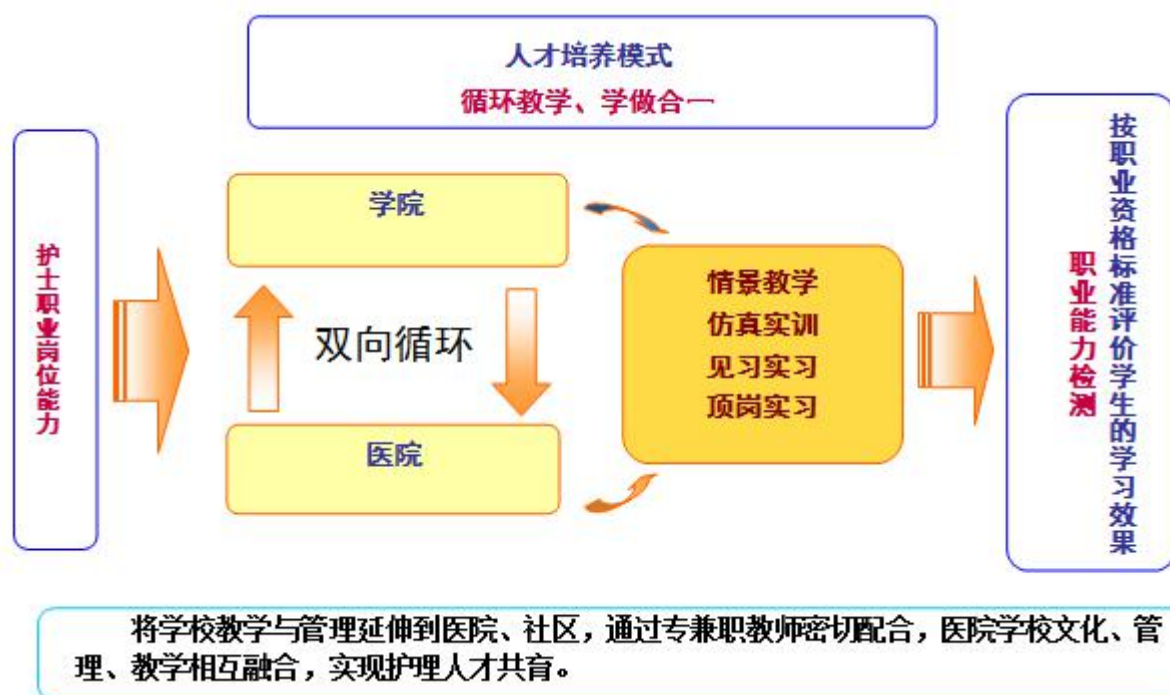 人才培养模式
循环教学、学做合一
护士职业岗位能力
学院
双向循环
医院
情景教学
仿真实训
见习实习
顶岗实习
按职业资格标准评价学生的学习效果
职业能力检测
将学校教学与管理延伸到医院、社区，通过专兼职教师密切配合，医院学校文化、管
理、教学相互融合，实现护理人才共育。